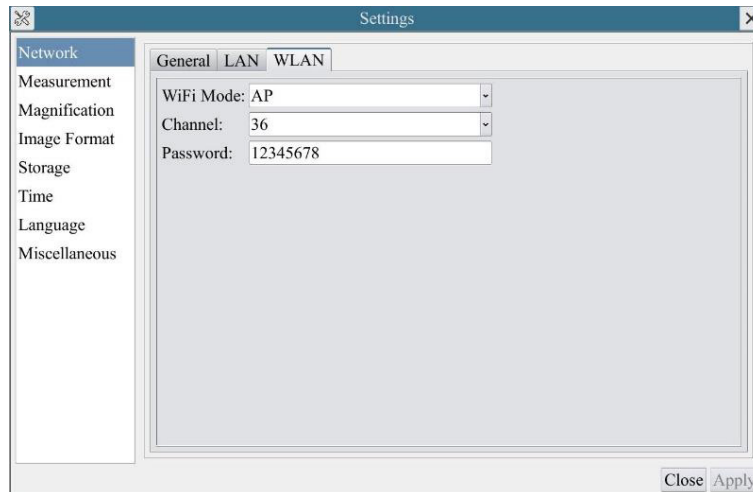 Settings
Network
Measurement
Magnification
Image Format
Storage
Time
Language
Miscellaneous
General LAN WLAN
WiFi Mode: AP
Channel: 36
Password: 12345678
Close Apply